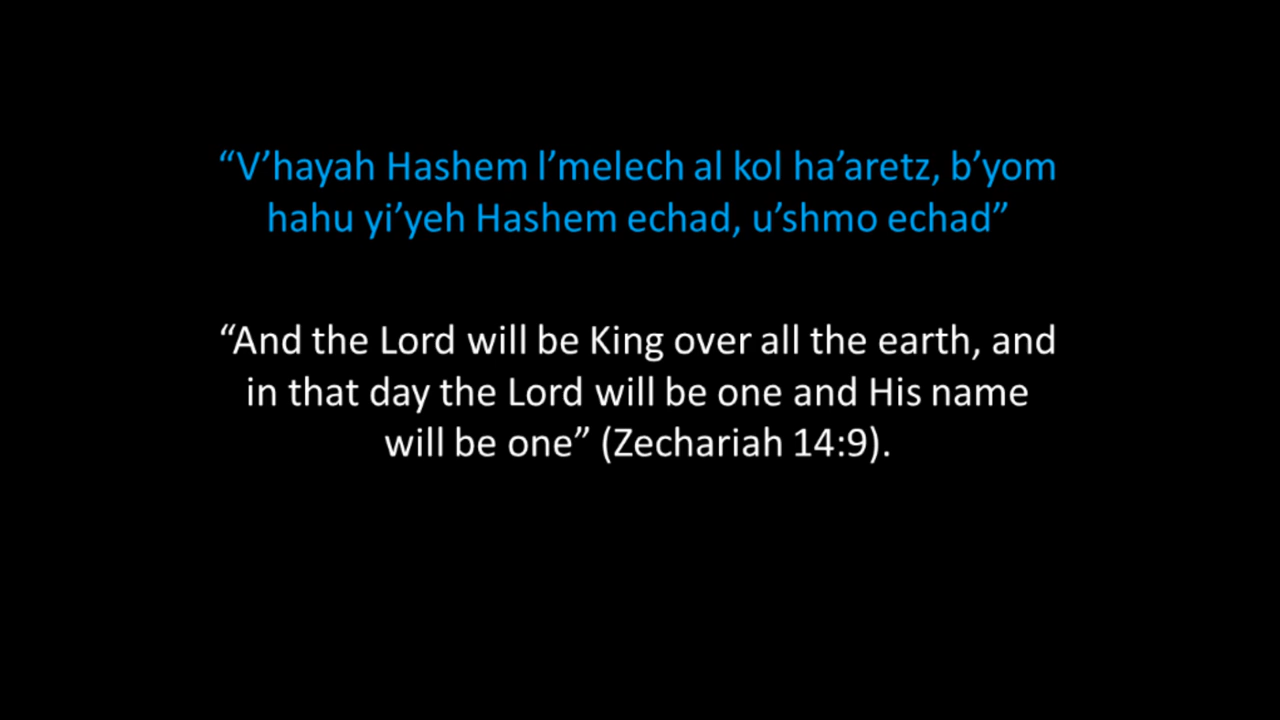 “V’hayah Hashem l’melech al kol ha’aretz, b’yom
hahu yi’yeh Hashem echad, u’shmo echad”
“And the Lord will be King over all the earth, and
in that day the Lord will be one and His name
will be one” (Zechariah 14:9).